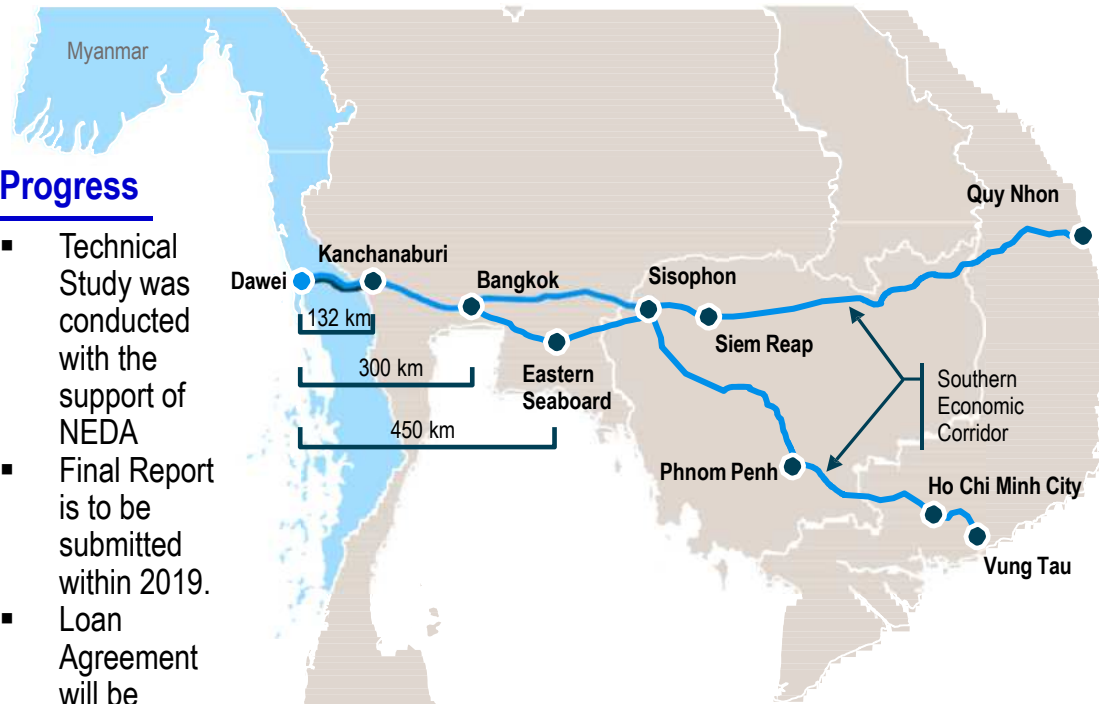 Myanmar
Progress
▪ Technical
Study was
conducted
with the
support of
NEDA
▪ Final Report
is to be
submitted
within 2019.
▪ Loan
Agreement
will be
Quy Nhon
Kanchanaburi
Dawei
Bangkok
Sisophon
132 km
Siem Reap
300 km
Eastern
Seaboard
450 km
Southern
Economic
Corridor
Phnom Penh
Ho Chi Minh City
Vung Tau